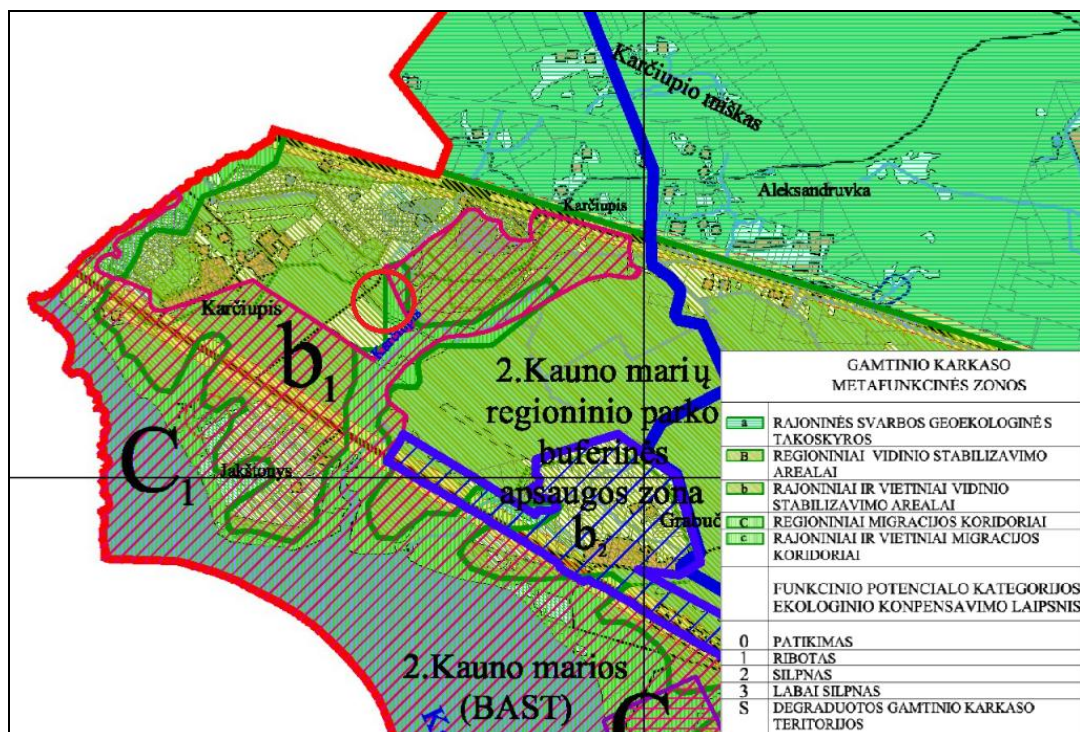 Karčiupio miškas
Aleksandruvka
Karčiupis
Karčiupis
b1
C1
Jakštonys
2.Kauno marių
regioninio parko
buferinės
apsaugos zona
Grabuč
b2
2.Kauno marios
(BAST)
K
C
GAMTINIO KARKASO
METAFUNKCINĖS ZONOS
a RAJONINĖS SVARBOS GEOEKOLOGINĖS
TAKOSKYROS
B REGIONINIAI VIDINIO STABILIZAVIMO
AREALAI
b RAJONINIAI IR VIETINIAI VIDINIO
STABILIZAVIMO AREALAI
C REGIONINIAI MIGRACIJOS KORIDORIAI
c RAJONINIAI IR VIETINIAI MIGRACIJOS
KORIDORIAI
FUNKCINIO POTENCIALO KATEGORIJOS
EKOLOGINIO KONPENSAVIMO LAIPSNIS
0 PATIKIMAS
1 RIBOTAS
2 SILPNAS
3 LABAI SILPNAS
S DEGRADUOTOS GAMTINIO KARKASO
TERITORIJOS